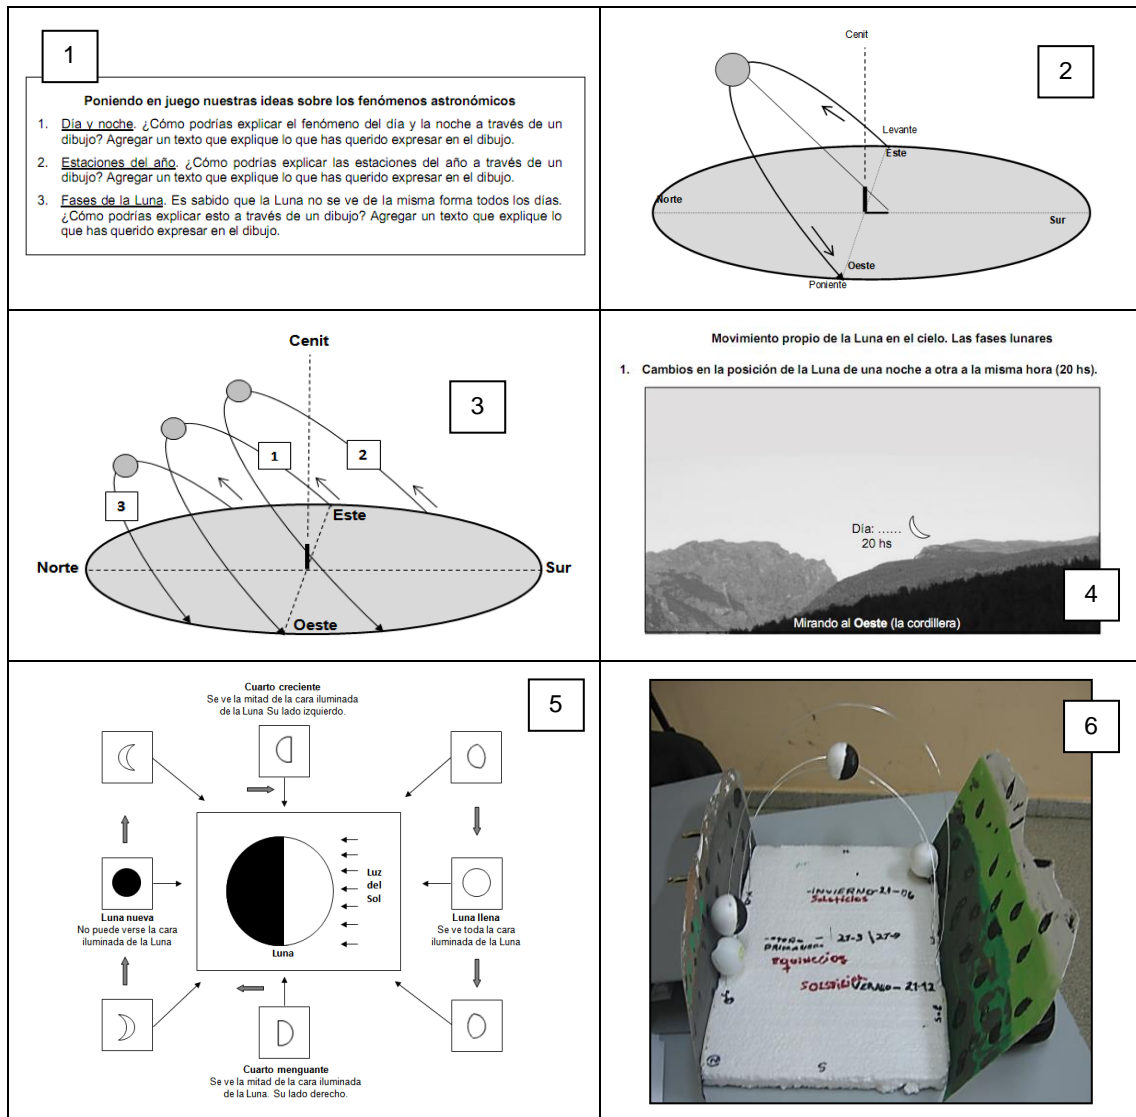 1
Poniendo en juego nuestras ideas sobre los fenómenos astronómicos
1. Día y noche. ¿Cómo podrías explicar el fenómeno del día y la noche a través de un
dibujo? Agregar un texto que explique lo que has querido expresar en el dibujo.
2. Estaciones del año. ¿Cómo podrías explicar las estaciones del año a través de un
dibujo? Agregar un texto que explique lo que has querido expresar en el dibujo.
3. Fases de la Luna. Es sabido que la Luna no se ve de la misma forma todos los días.
¿Cómo podrías explicar esto a través de un dibujo? Agregar un texto que explique lo
que has querido expresar en el dibujo.
2
Cenit
Levante
Este
Norte
Sur
Oeste
Poniente
3
Cenit
1
2
3
Este
Norte
Sur
Oeste
Movimiento propio de la Luna en el cielo. Las fases lunares
1. Cambios en la posición de la Luna de una noche a otra a la misma hora (20 hs).
Día: ......
20 hs
4
Mirando al Oeste (la cordillera)
5
Cuarto creciente
Se ve la mitad de la cara iluminada
de la Luna Su lado izquierdo.
Luz
del
Sol
Luna
Luna nueva
No puede verse la cara
iluminada de la Luna
Luna llena
Se ve toda la cara
iluminada de la Luna
Cuarto menguante
Se ve la mitad de la cara iluminada
de la Luna. Su lado derecho.
6
-INVIERNO-21-06
Solsticios
PRIMAVERA
21-3 \ 21-9
Equinoccios
SOLSTICIO VERANO - 21-12
S